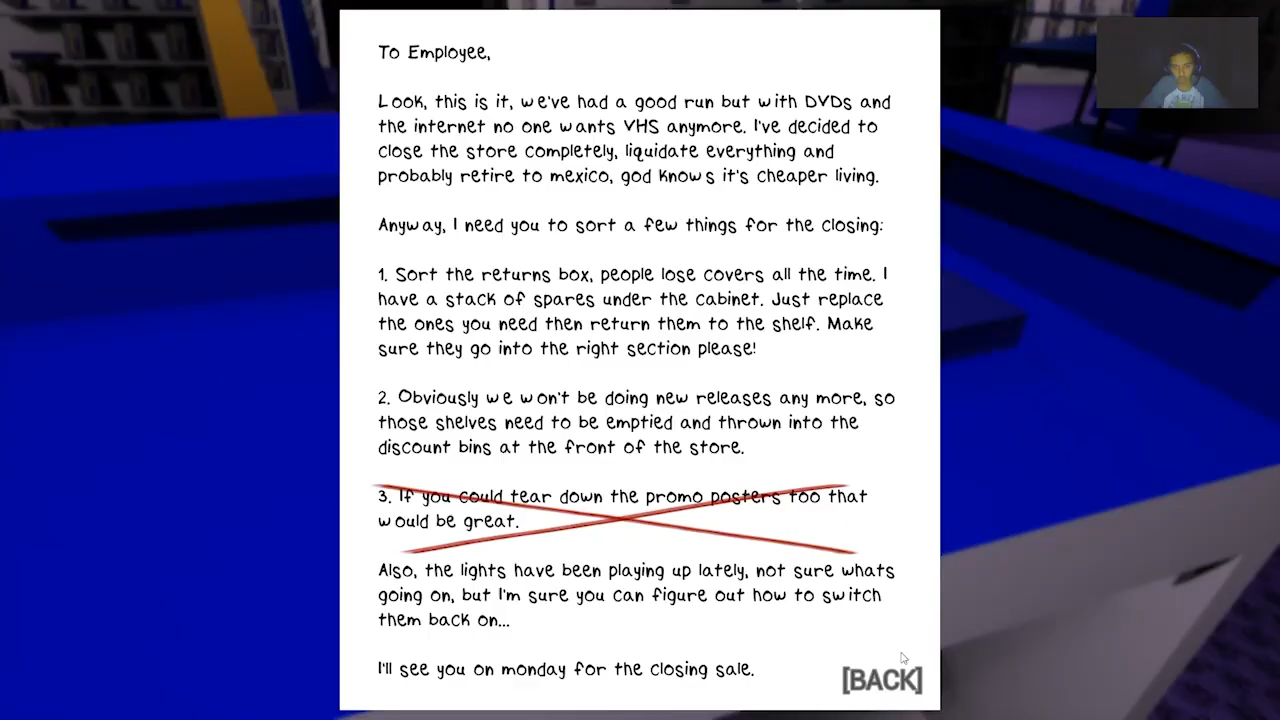 To Employee,
Look, this is it, we've had a good run but with DVDs and
the internet no one wants VHS anymore. I've decided to
close the store completely, liquidate everything and
probably retire to mexico, god knows it's cheaper living.
Anyway, I need you to sort a few things for the closing:
1. Sort the returns box, people lose covers all the time. I
have a stack of spares under the cabinet. Just replace
the ones you need then return them to the shelf. Make
sure they go into the right section please!
2. Obviously we won't be doing new releases any more, so
those shelves need to be emptied and thrown into the
discount bins at the front of the store.
3. If you could tear down the promo posters too that
would be great.
Also, the lights have been playing up lately, not sure whats
going on, but I'm sure you can figure out how to switch
them back on...
I'll see you on monday for the closing sale.
[BACK]